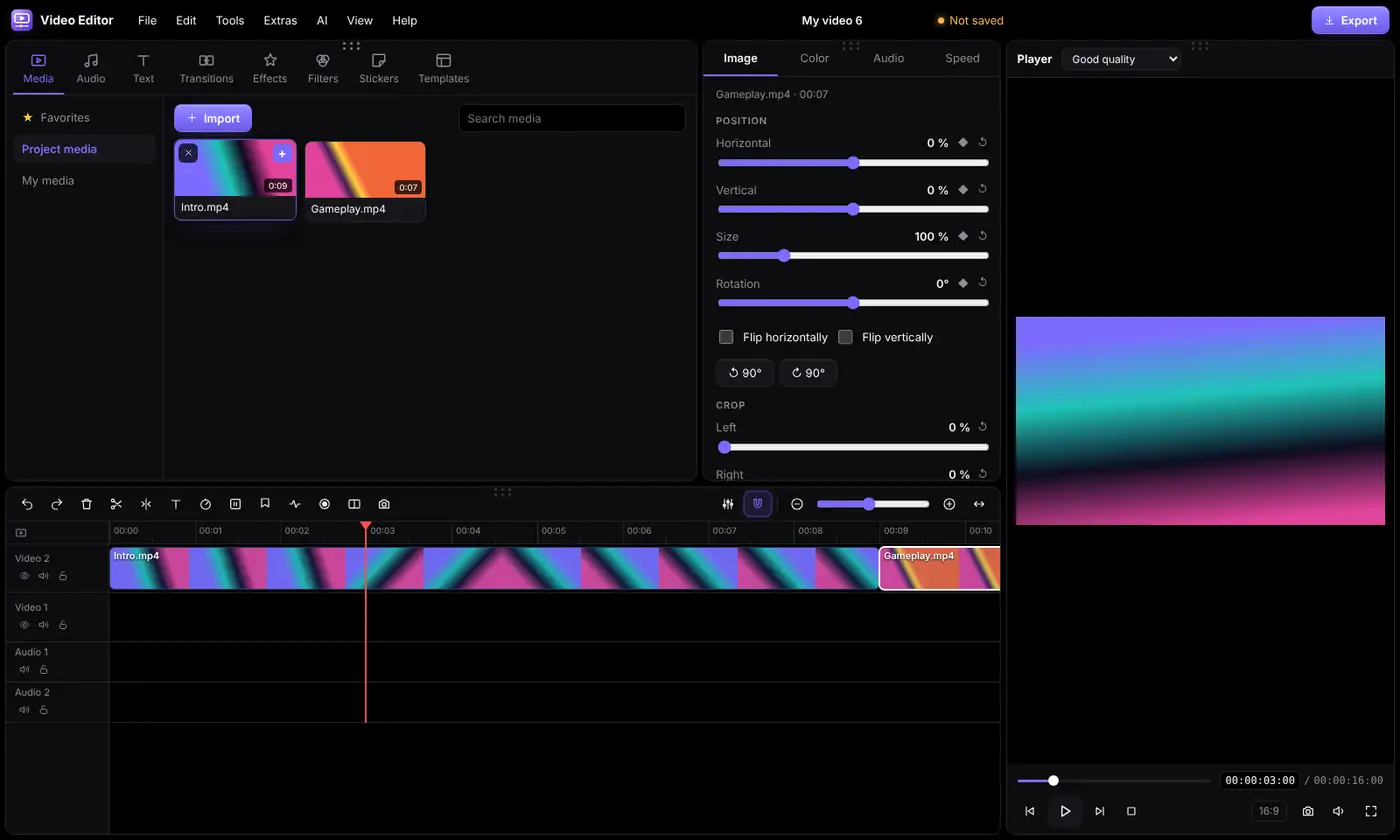 Video Editor File Edit Tools Extras AI View Help My video 6 Not saved Export
Media Audio Text Transitions Effects Filters Stickers Templates
Favorites
Project media
My media
Import
Search media
0:09
Intro.mp4
0:07
Gameplay.mp4
Image Color Audio Speed
Gameplay.mp4 · 00:07
POSITION
Horizontal 0 %
Vertical 0 %
Size 100 %
Rotation 0°
Flip horizontally Flip vertically
90° 90°
CROP
Left 0 %
Right 0 %
Player Good quality
00:00:03:00 / 00:00:16:00
16:9
00:00 00:01 00:02 00:03 00:04 00:05 00:06 00:07 00:08 00:09 00:10
Video 2
Intro.mp4 Gameplay.mp4
Video 1
Audio 1
Audio 2